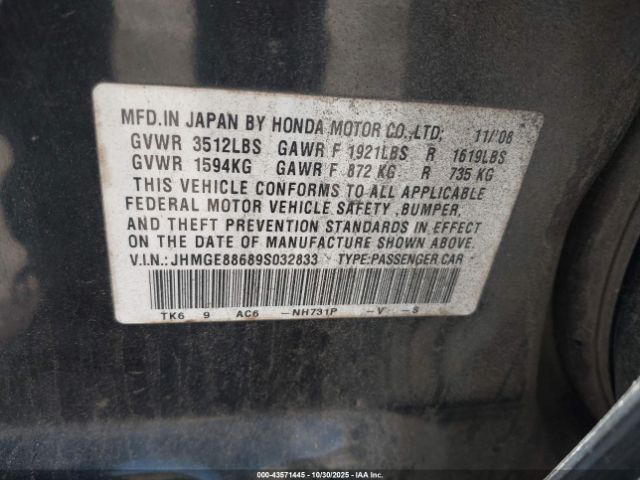 MFD.IN JAPAN BY HONDA MOTOR CO.,LTD; 11/'08
GVWR 3512LBS GAWR F 1921LBS R 1619LBS
GVWR 1594KG GAWR F 872 KG R 735 KG
THIS VEHICLE CONFORMS TO ALL APPLICABLE
FEDERAL MOTOR VEHICLE SAFETY ,BUMPER,
AND THEFT PREVENTION STANDARDS IN EFFECT
ON THE DATE OF MANUFACTURE SHOWN ABOVE.
V.I.N.:JHMGE88689S032833 TYPE:PASSENGER CAR
TK6 9 AC6 -NH731P -V -S
©2000-43571445 | 10/30/2025 | IAA Inc.